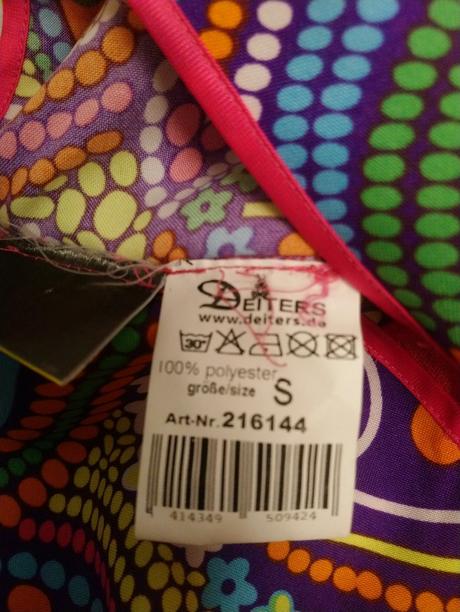 DEITERS
www.deiters.de
30°
100% polyester
größe/size S
Art-Nr. 216144
414349 509424